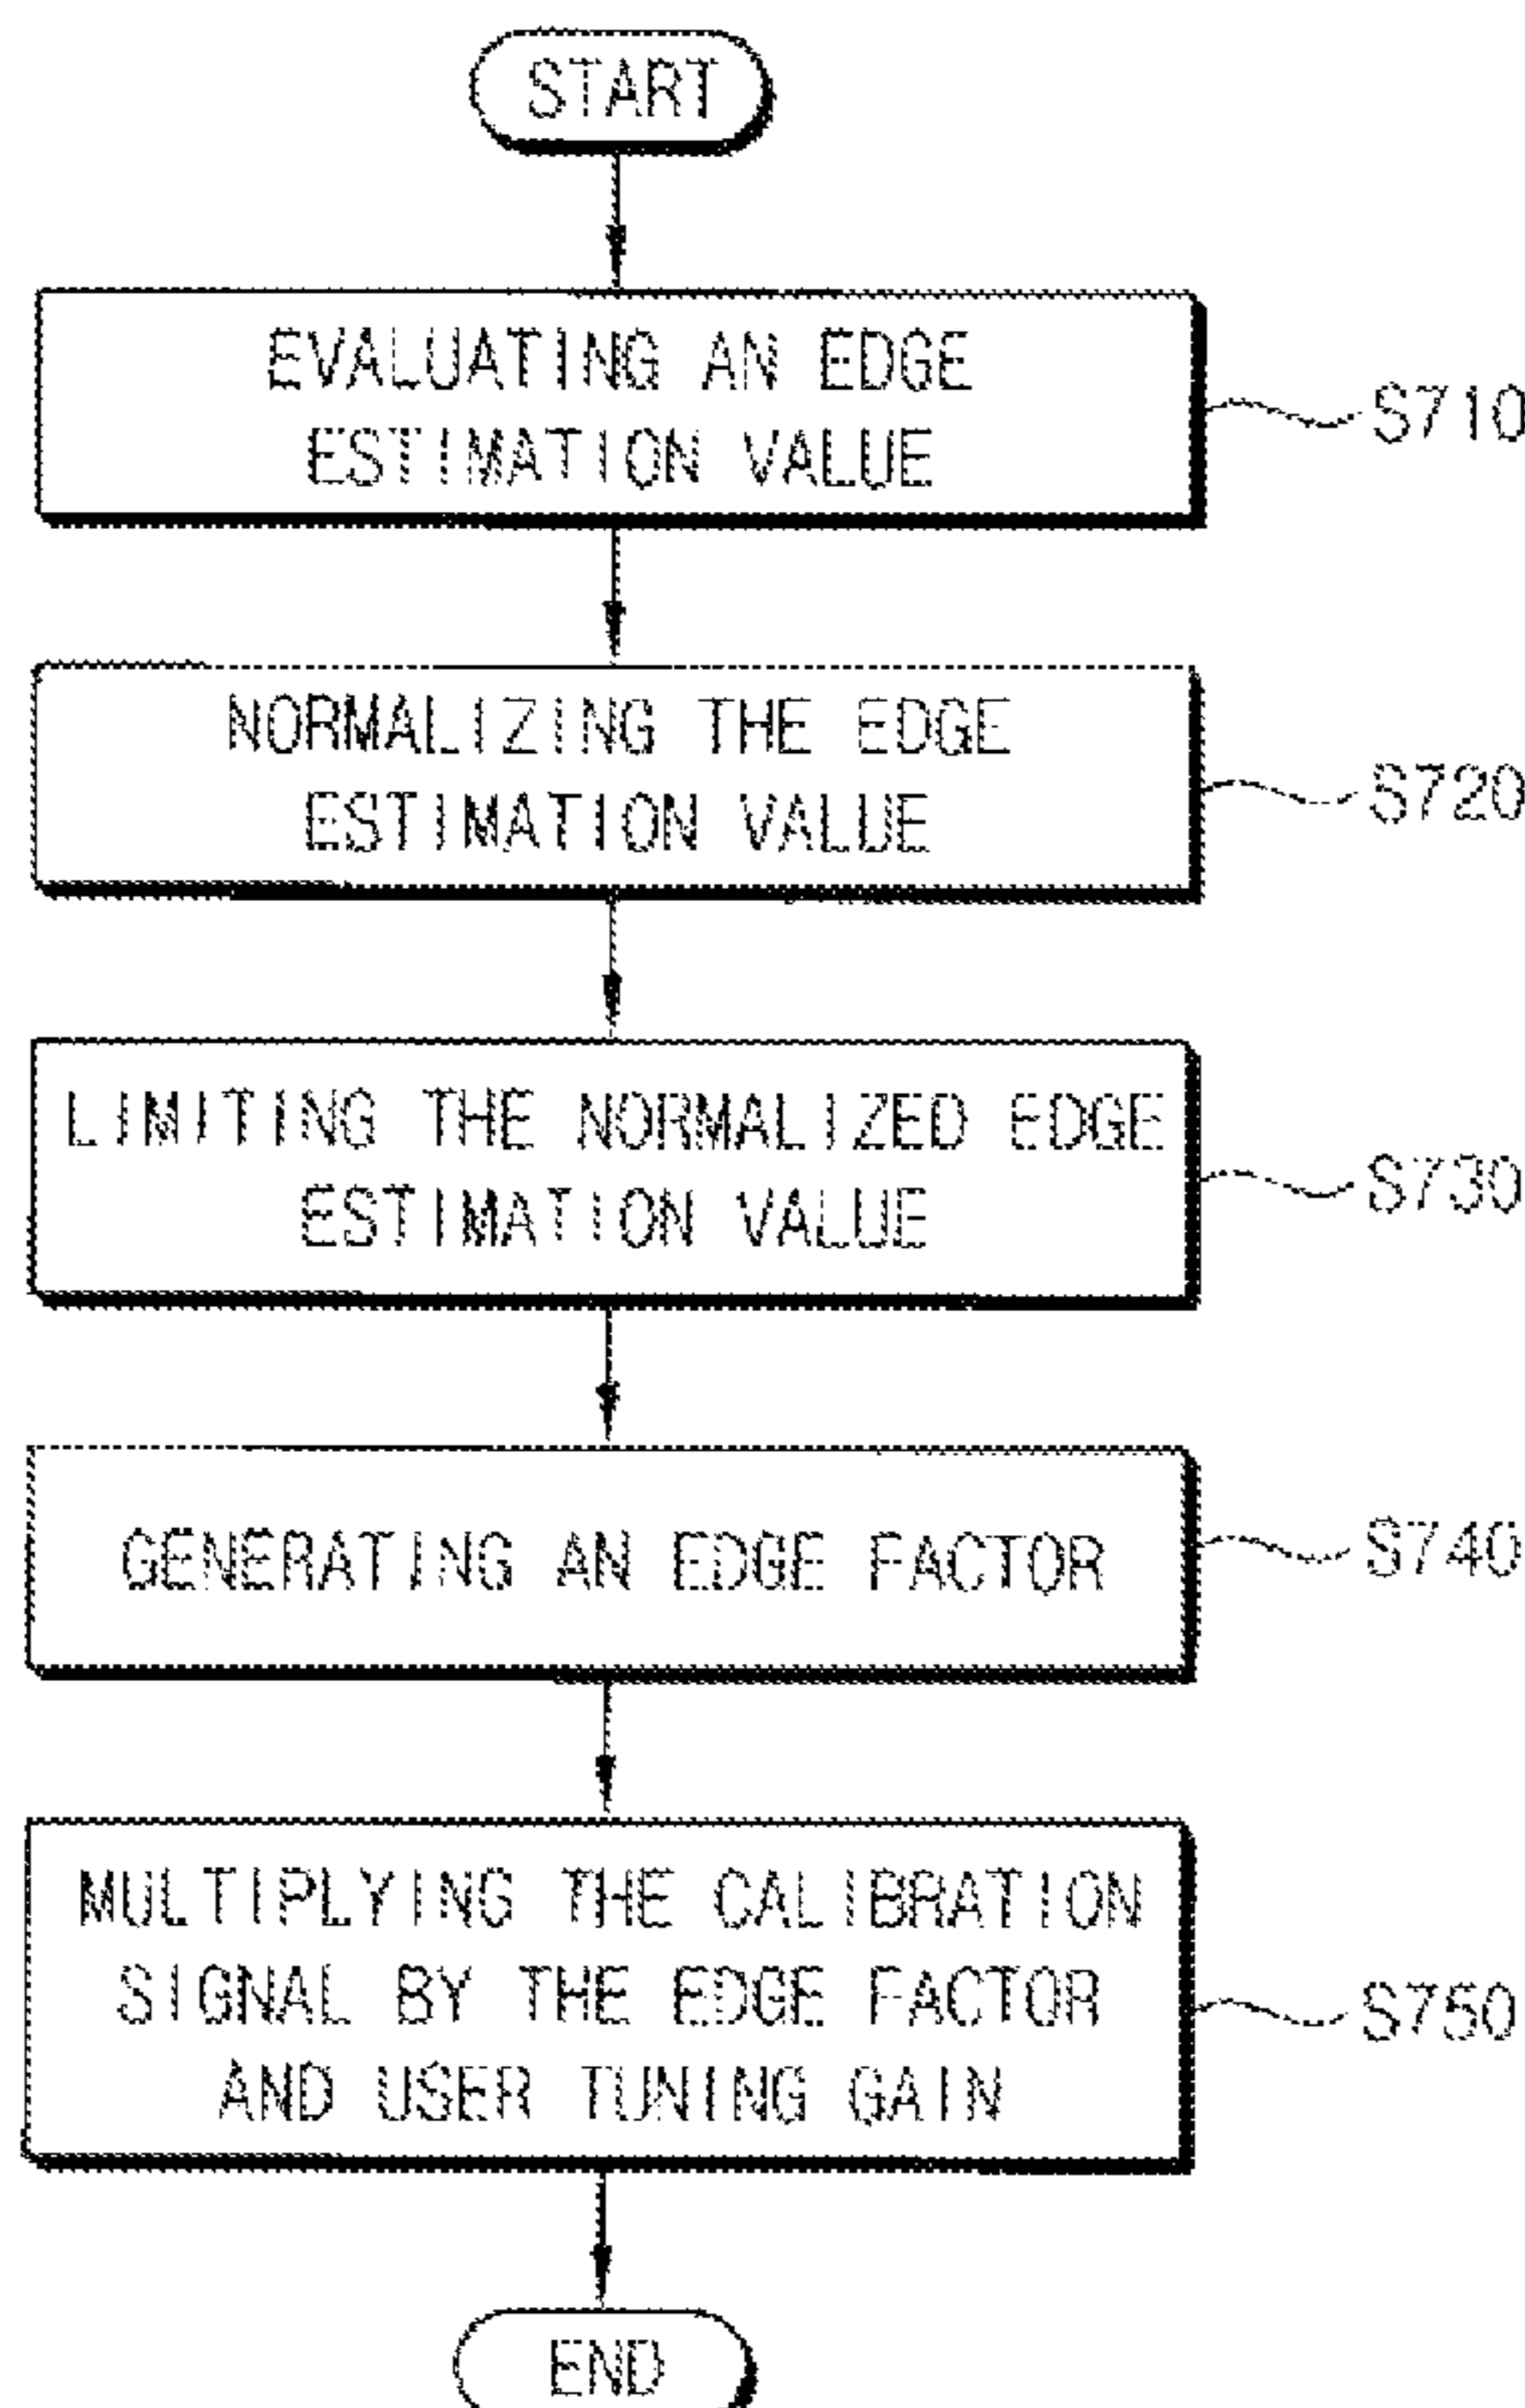 START
EVALUATING AN EDGE
ESTIMATION VALUE
S710
NORMALIZING THE EDGE
ESTIMATION VALUE
S720
LIMITING THE NORMALIZED EDGE
ESTIMATION VALUE
S730
GENERATING AN EDGE FACTOR
S740
MULTIPLYING THE CALIBRATION
SIGNAL BY THE EDGE FACTOR
AND USER TUNING GAIN
S750
END